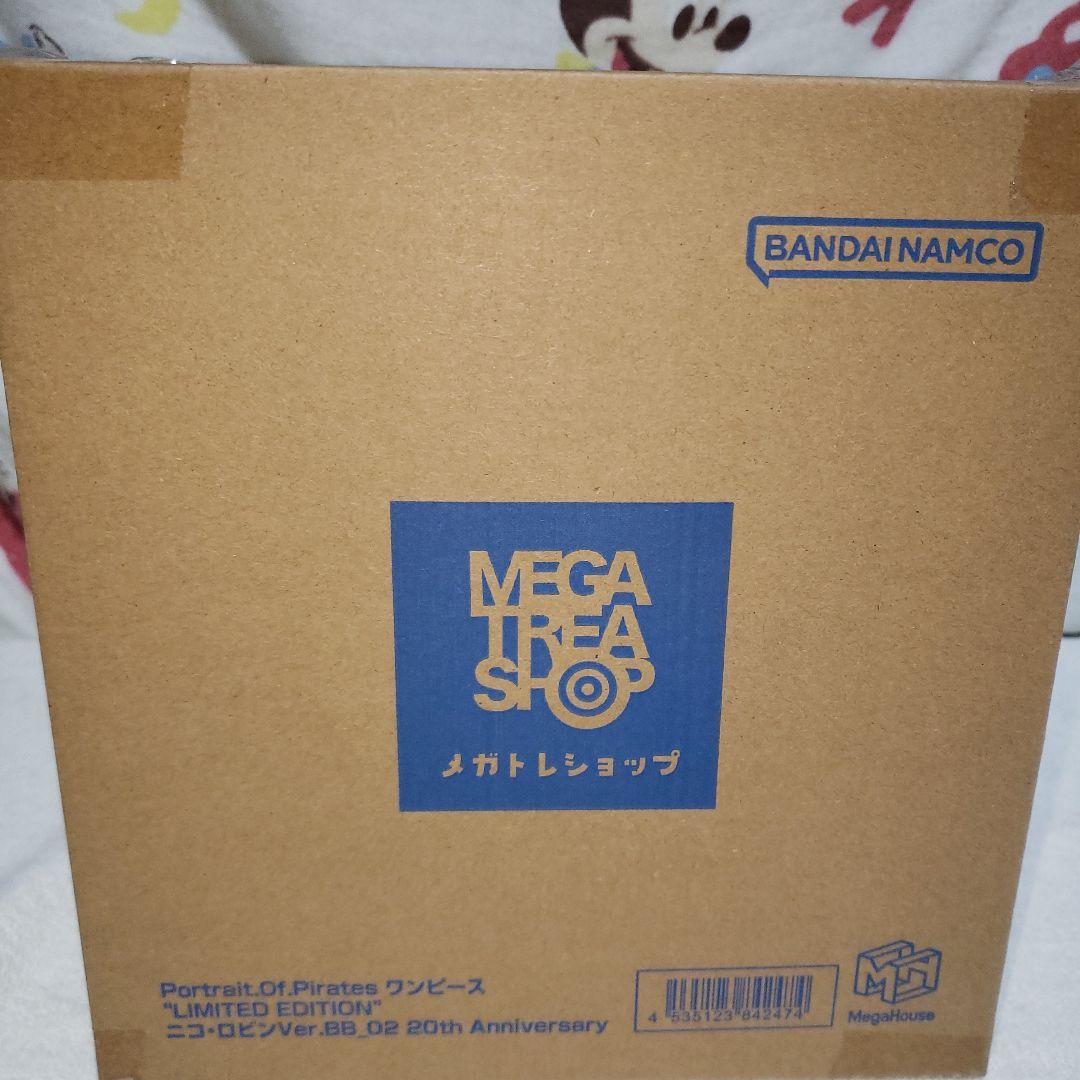 BANDAI NAMCO
MEGA
TREA
SHOP
メガトレショップ
Portrait.Of.Pirates ワンピース
"LIMITED EDITION"
ニコ・ロビンVer.BB_02 20th Anniversary
4 535123 842474
MegaHouse